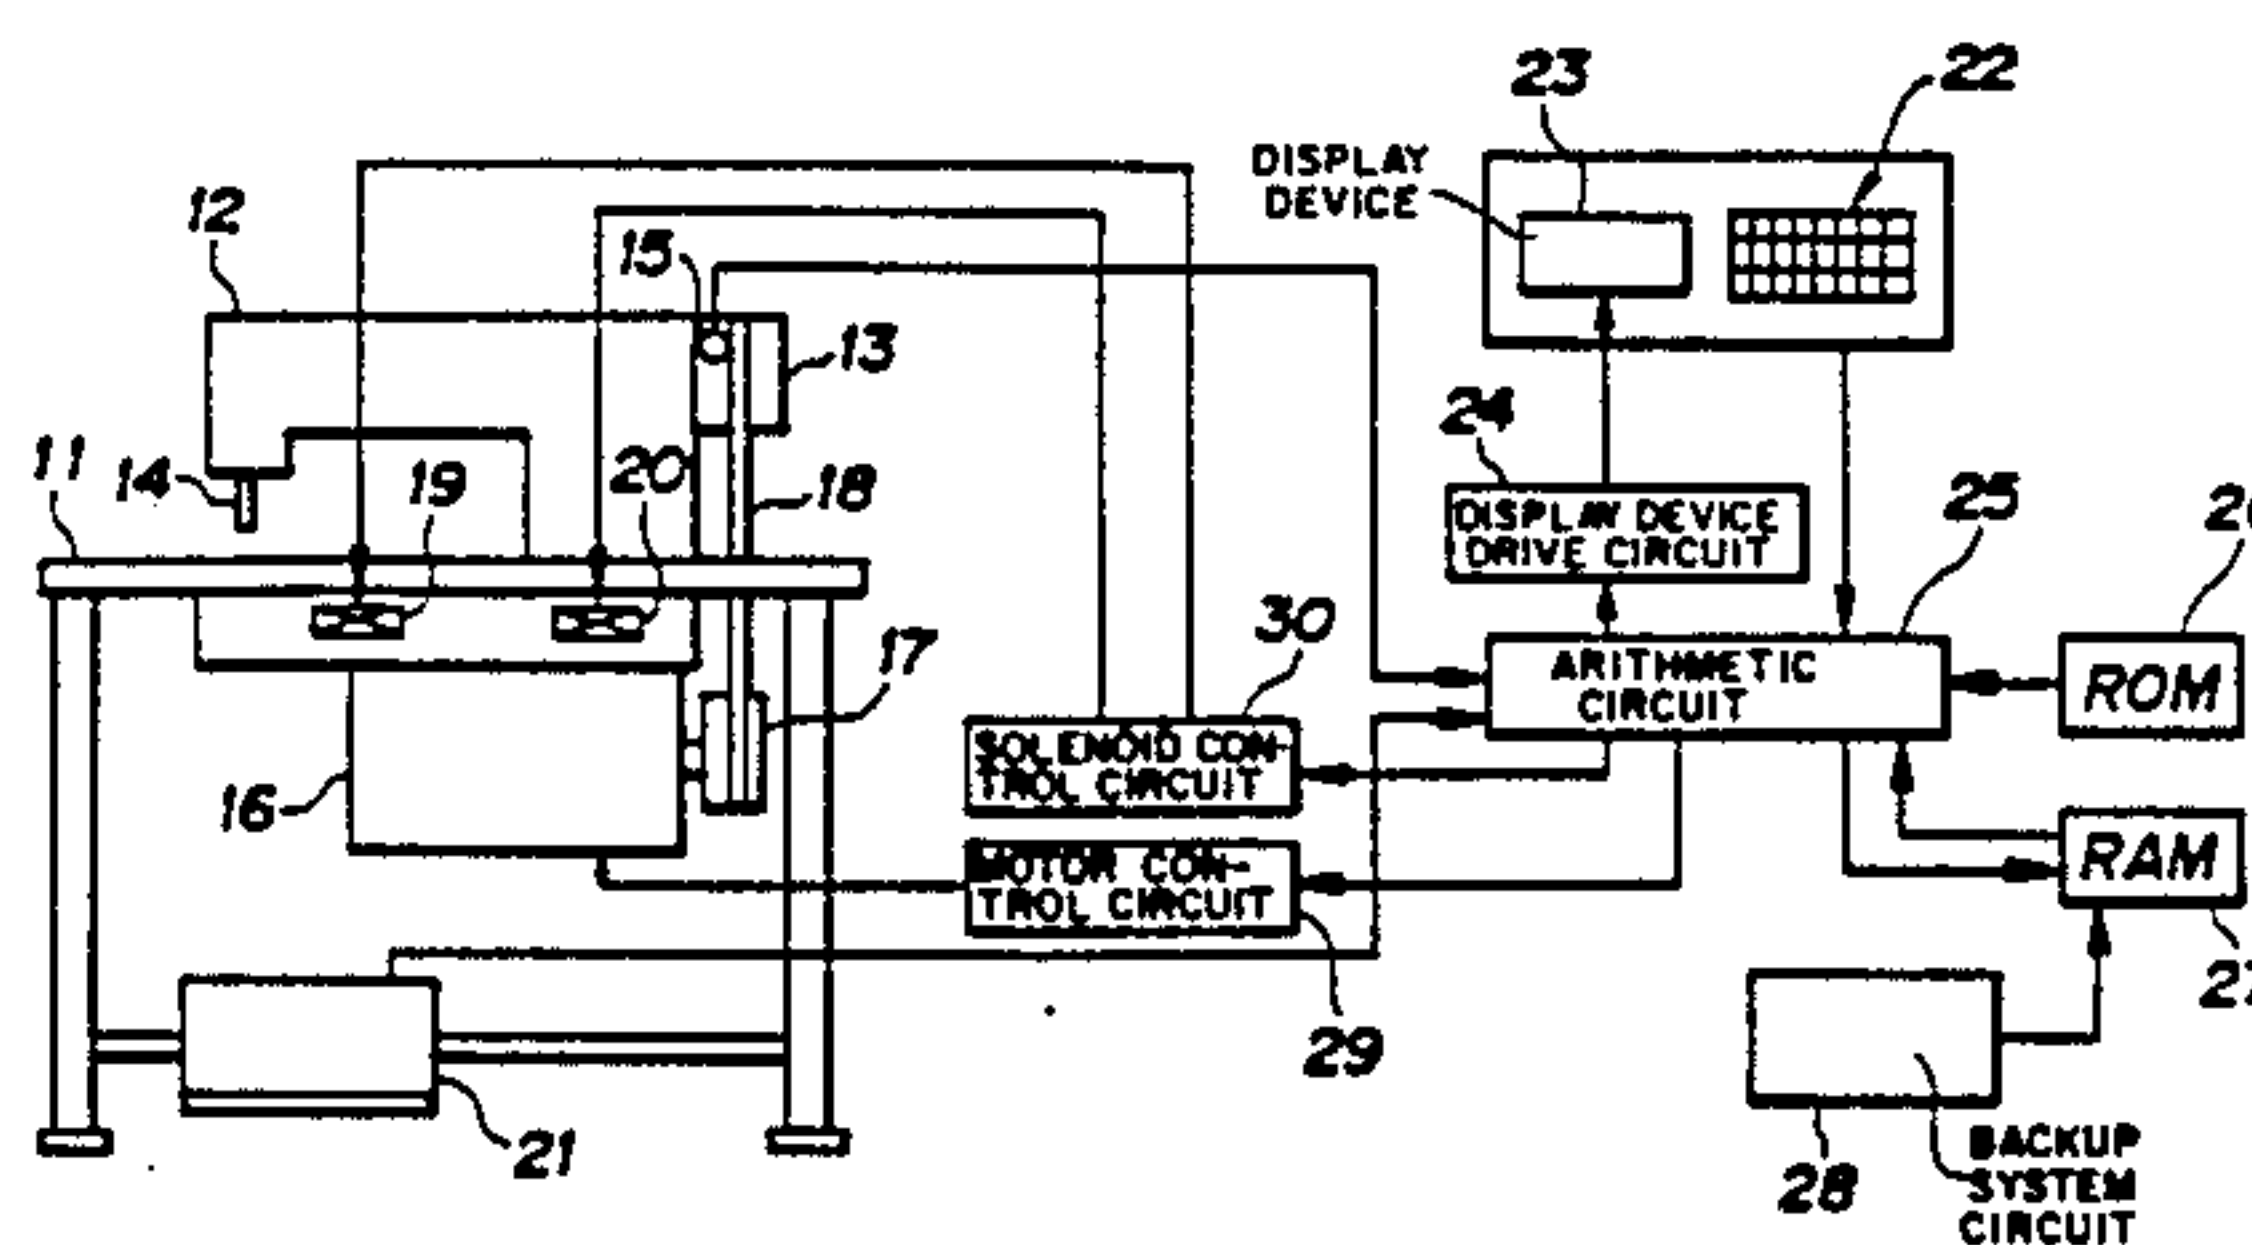 23
22
DISPLAY
DEVICE
12
15
13
24
11
14
19
20
18
25
DISPLAY DEVICE
DRIVE CIRCUIT
30
17
ARITHMETIC
CIRCUIT
ROM
SOLENOID CON-
TROL CIRCUIT
16
MOTOR CON-
TROL CIRCUIT
RAM
29
21
28
BACKUP
SYSTEM
CIRCUIT